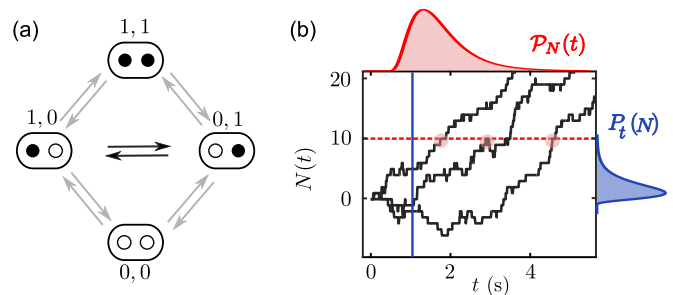 (a)
1, 1
1, 0
0, 1
0, 0
(b)
𝒫_N(t)
20
10
0
N(t)
P_t(N)
0
2
4
t (s)